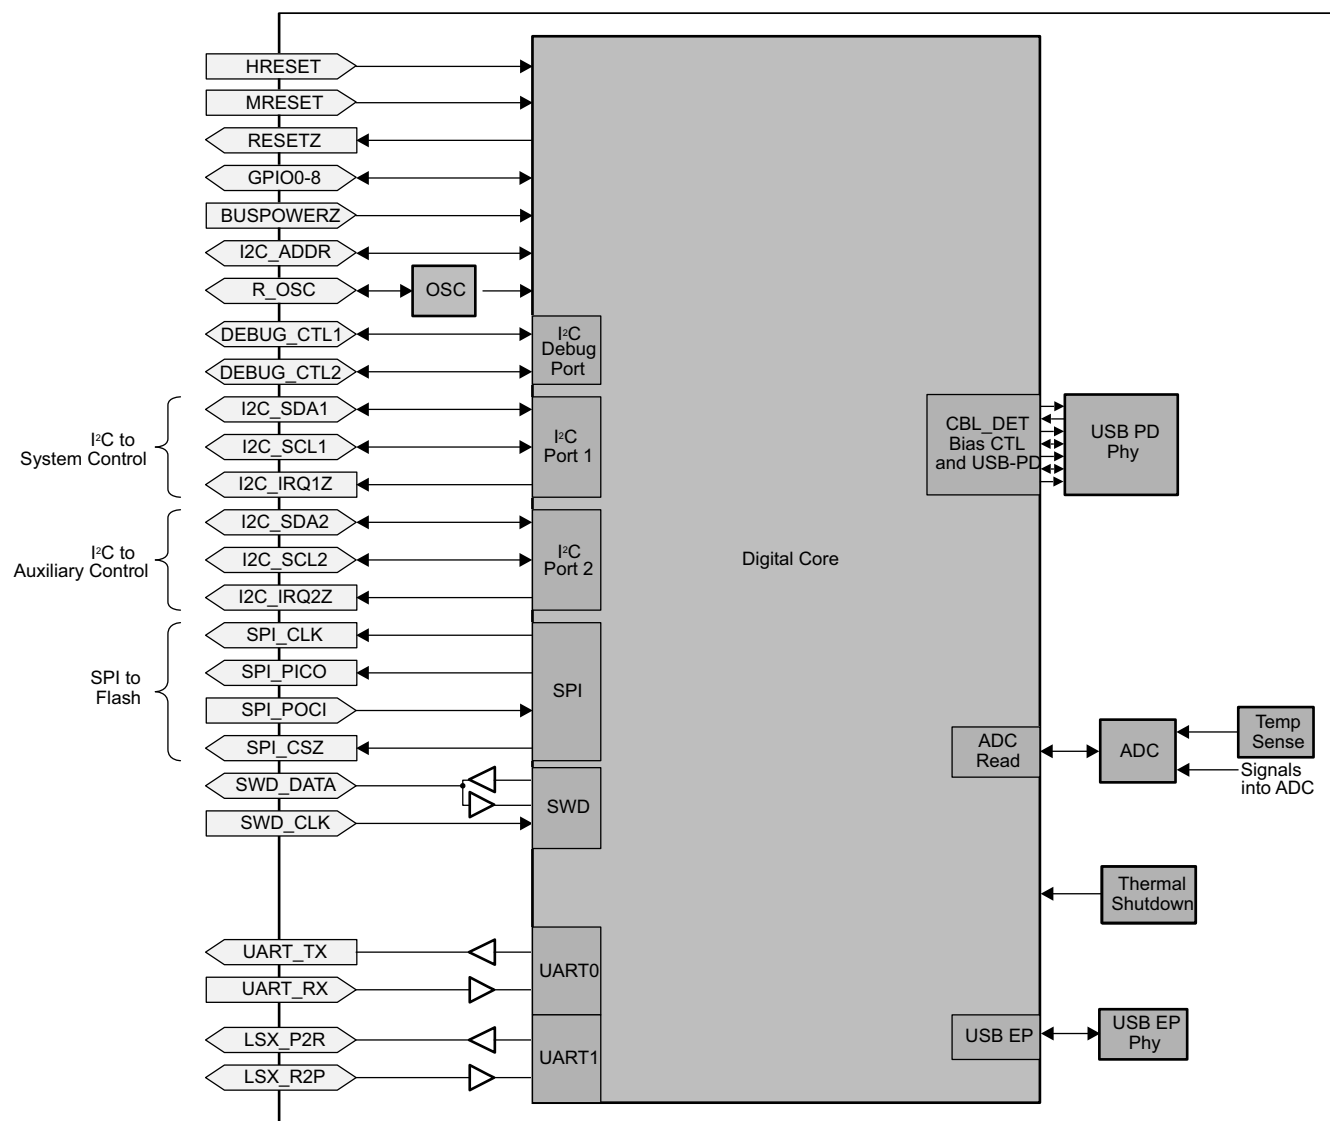 HRESET
MRESET
RESETZ
GPIO0-8
BUSPOWERZ
I2C_ADDR
R_OSC
OSC
DEBUG_CTL1
DEBUG_CTL2
I²C
Debug
Port
I²C to
System Control
I2C_SDA1
I2C_SCL1
I2C_IRQ1Z
I²C
Port 1
CBL_DET
Bias CTL
and USB-PD
USB PD
Phy
I²C to
Auxiliary Control
I2C_SDA2
I2C_SCL2
I2C_IRQ2Z
I²C
Port 2
Digital Core
SPI to
Flash
SPI_CLK
SPI_PICO
SPI_POCI
SPI_CSZ
SPI
ADC
Read
ADC
Temp
Sense
Signals
into ADC
SWD_DATA
SWD_CLK
SWD
Thermal
Shutdown
UART_TX
UART_RX
UART0
LSX_P2R
LSX_R2P
UART1
USB EP
USB EP
Phy